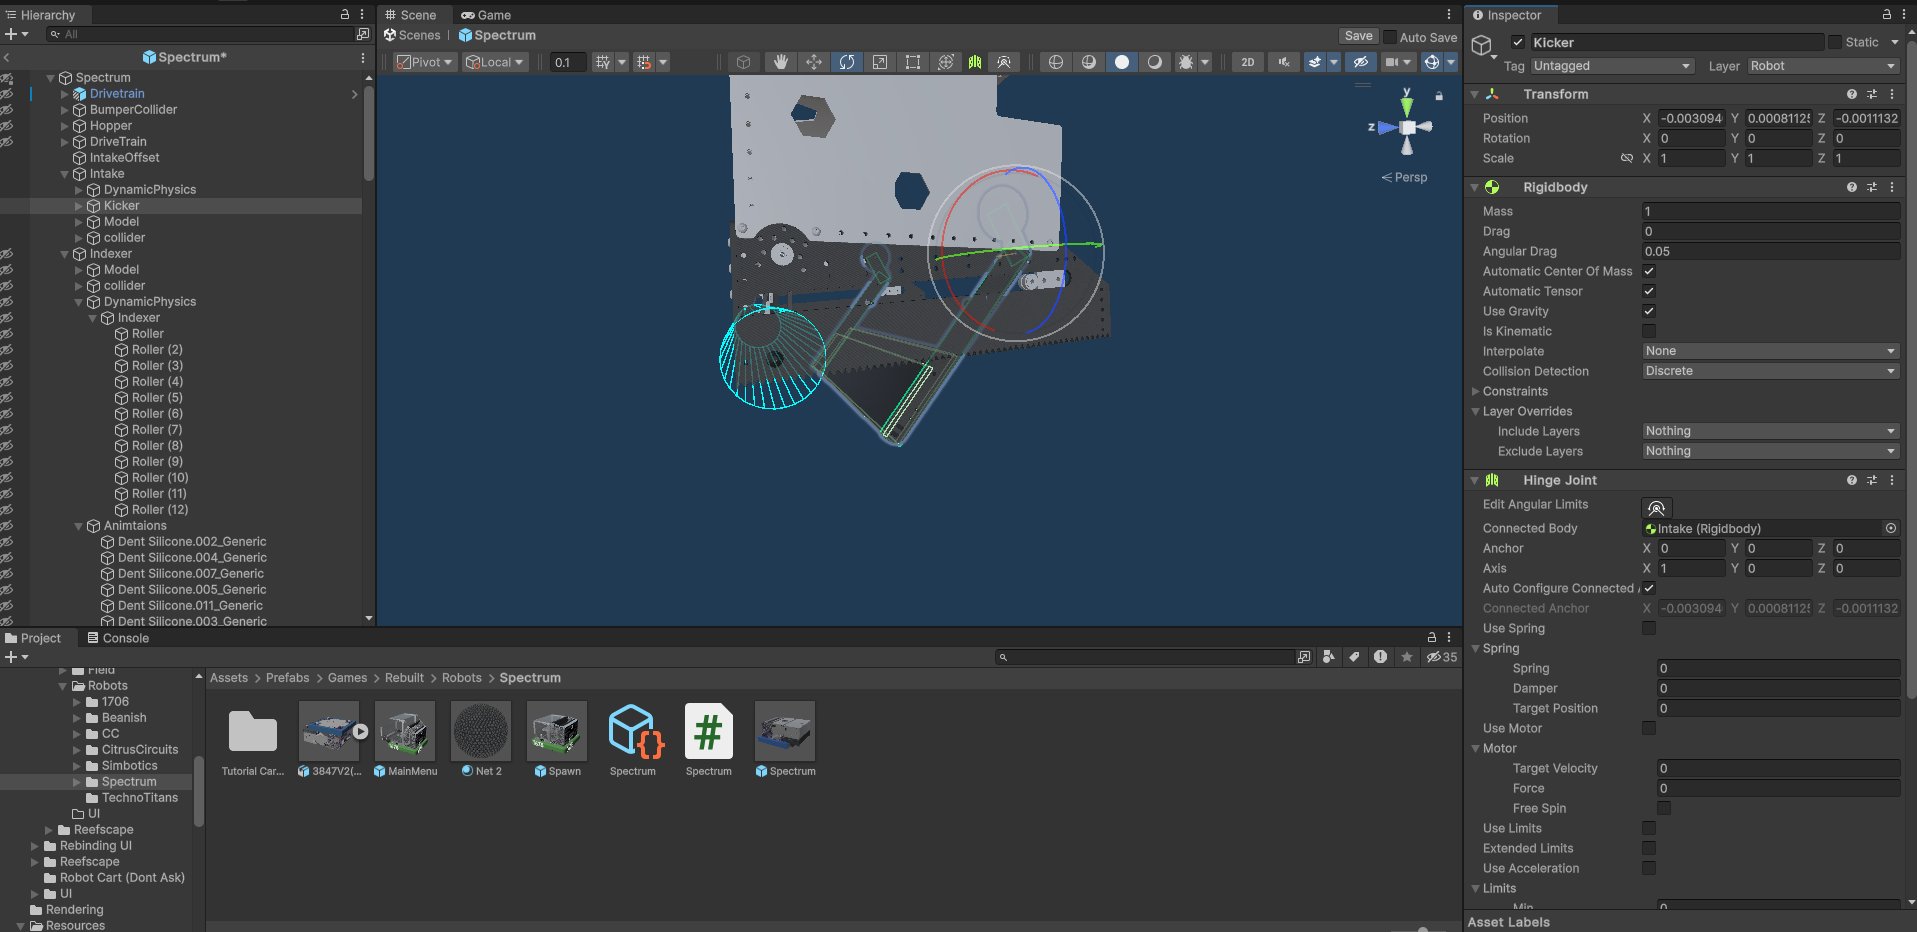 Hierarchy
All
Spectrum*
Spectrum
Drivetrain
BumperCollider
Hopper
DriveTrain
IntakeOffset
Intake
DynamicPhysics
Kicker
Model
collider
Indexer
Model
collider
DynamicPhysics
Indexer
Roller
Roller (2)
Roller (3)
Roller (4)
Roller (5)
Roller (6)
Roller (7)
Roller (8)
Roller (9)
Roller (10)
Roller (11)
Roller (12)
Animtaions
Dent Silicone.002_Generic
Dent Silicone.004_Generic
Dent Silicone.007_Generic
Dent Silicone.005_Generic
Dent Silicone.011_Generic
Dent Silicone.003_Generic
Scene Game
Scenes Spectrum
Save Auto Save
Pivot Local 0.1 2D
y
z
Persp
Inspector
Kicker Static
Tag Untagged Layer Robot
Transform
Position X -0.003094 Y 0.0008112 Z -0.0011132
Rotation X 0 Y 0 Z 0
Scale X 1 Y 1 Z 1
Rigidbody
Mass 1
Drag 0
Angular Drag 0.05
Automatic Center Of Mass
Automatic Tensor
Use Gravity
Is Kinematic
Interpolate None
Collision Detection Discrete
Constraints
Layer Overrides
Include Layers Nothing
Exclude Layers Nothing
Hinge Joint
Edit Angular Limits
Connected Body Intake (Rigidbody)
Anchor X 0 Y 0 Z 0
Axis X 1 Y 0 Z 0
Auto Configure Connected
Connected Anchor X -0.003094 Y 0.0008112 Z -0.0011132
Use Spring
Spring
Spring 0
Damper 0
Target Position 0
Use Motor
Motor
Target Velocity 0
Force 0
Free Spin
Use Limits
Extended Limits
Use Acceleration
Limits
Min 0
Asset Labels
Project Console
35
Field
Robots
1706
Beanish
CC
CitrusCircuits
Simbotics
Spectrum
TechnoTitans
UI
Reefscape
Rebinding UI
Reefscape
Robot Cart (Dont Ask)
UI
Rendering
Resources
Assets > Prefabs > Games > Rebuilt > Robots > Spectrum
Tutorial Car... 3847V2(... MainMenu Net 2 Spawn Spectrum Spectrum Spectrum